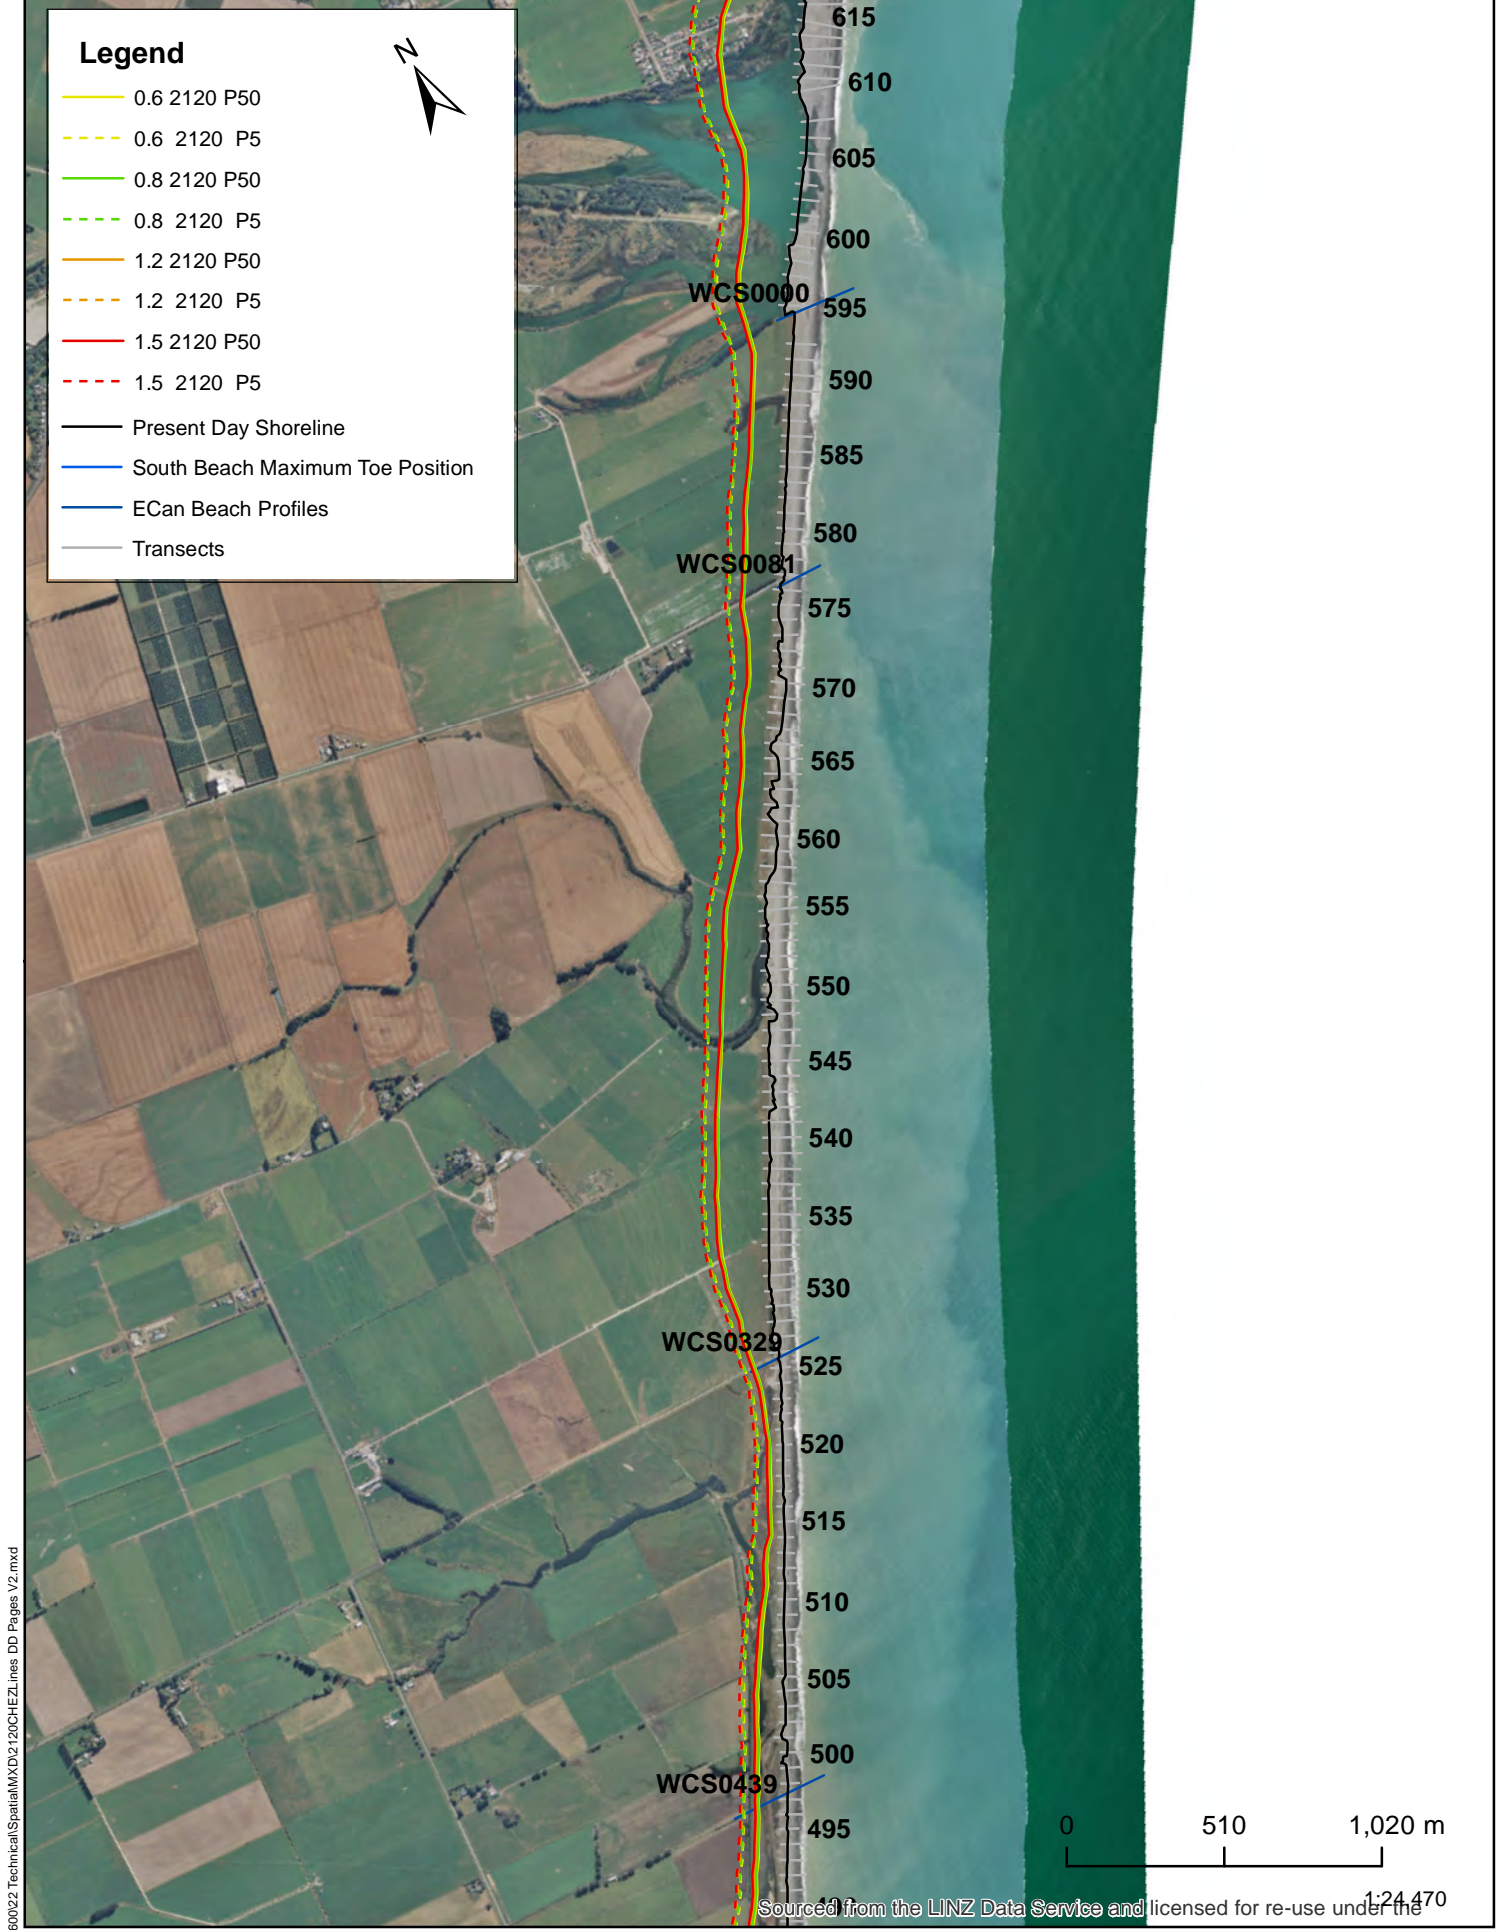 Legend
N
0.6 2120 P50
0.6 2120 P5
0.8 2120 P50
0.8 2120 P5
1.2 2120 P50
1.2 2120 P5
1.5 2120 P50
1.5 2120 P5
Present Day Shoreline
South Beach Maximum Toe Position
ECan Beach Profiles
Transects
615
610
605
600
WCS0000
595
590
585
580
WCS0081
575
570
565
560
555
550
545
540
535
530
WCS0329
525
520
515
510
505
500
WCS0439
495
0 510 1,020 m
1:24,470
Sourced from the LINZ Data Service and licensed for re-use under the
600\22 Technical\Spatial\MXD\2120CHEZLines DD Pages V2.mxd